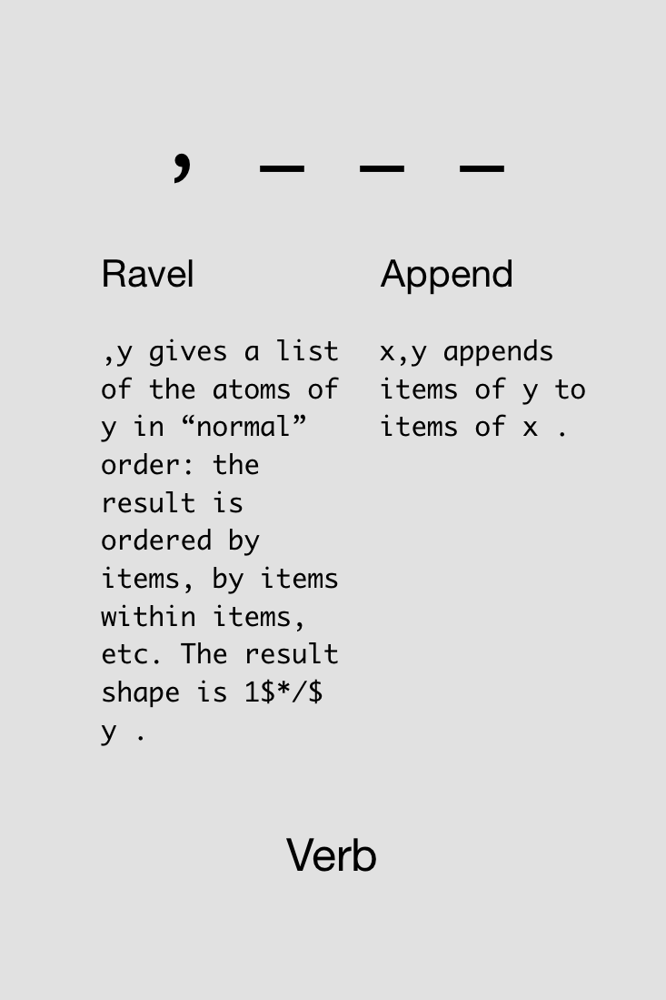 , _ _ _
Ravel
,y gives a list
of the atoms of
y in “normal”
order: the
result is
ordered by
items, by items
within items,
etc. The result
shape is 1$*/$
y .
Append
x,y appends
items of y to
items of x .
Verb